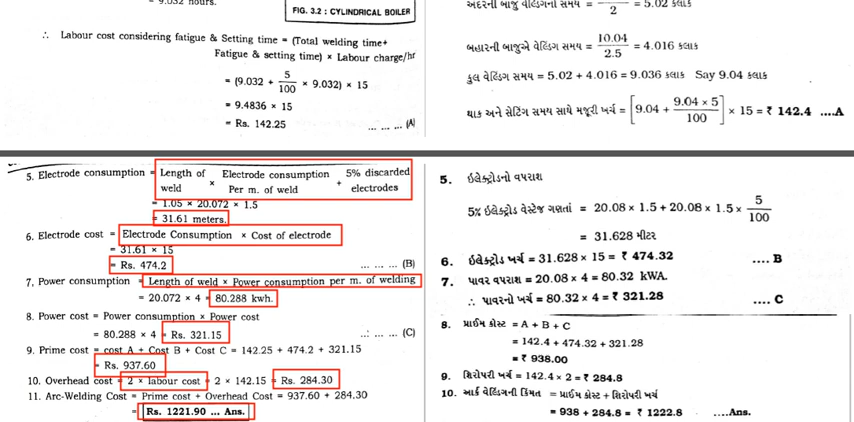 = 9.032 hours.
FIG. 3.2 : CYLINDRICAL BOILER
∴ Labour cost considering fatigue & Setting time = (Total welding time+
Fatigue & setting time) × Labour charge/hr
= (9.032 + 5/100 × 9.032) × 15
= 9.4836 × 15
= Rs. 142.25 ... ... ... (A)
અંદરની બાજુ વેલ્ડિંગનો સમય = /2 = 5.02 કલાક
બહારની બાજુએ વેલ્ડિંગ સમય = 10.04/2.5 = 4.016 કલાક
કુલ વેલ્ડિંગ સમય = 5.02 + 4.016 = 9.036 કલાક Say 9.04 કલાક
થાક અને સેટિંગ સમય સાથે મજૂરી ખર્ચ = [9.04 + 9.04 × 5/100] × 15 = ₹ 142.4 ....A
5. Electrode consumption = Length of weld × Electrode consumption Per m. of weld + 5% discarded electrodes
= 1.05 × 20.072 × 1.5
= 31.61 meters.
6. Electrode cost = Electrode Consumption × Cost of electrode
= 31.61 × 15
= Rs. 474.2 ... ... ... (B)
7. Power consumption = Length of weld × Power consumption per m. of welding
= 20.072 × 4 = 80.288 kwh.
8. Power cost = Power consumption × Power cost
= 80.288 × 4 = Rs. 321.15 ... ... ... (C)
9. Prime cost = cost A + Cost B + Cost C = 142.25 + 474.2 + 321.15
= Rs. 937.60
10. Overhead cost = 2 × labour cost = 2 × 142.15 = Rs. 284.30
11. Arc-Welding Cost = Prime cost + Overhead Cost = 937.60 + 284.30
= Rs. 1221.90 ... Ans.
5. ઇલેક્ટ્રોડનો વપરાશ
5% ઇલેક્ટ્રોડ વેસ્ટેજ ગણતાં = 20.08 × 1.5 + 20.08 × 1.5 × 5/100
= 31.628 મીટર
6. ઇલેક્ટ્રોડ ખર્ચ = 31.628 × 15 = ₹ 474.32 .... B
7. પાવર વપરાશ = 20.08 × 4 = 80.32 KWA.
∴ પાવરનો ખર્ચ = 80.32 × 4 = ₹ 321.28 .... C
8. પ્રાઈમ કોસ્ટ = A + B + C
= 142.4 + 474.32 + 321.28
= ₹ 938.00
9. શિરોપરી ખર્ચ = 142.4 × 2 = ₹ 284.8
10. આર્ક વેલ્ડિંગની કિંમત = પ્રાઈમ કોસ્ટ + શિરોપરી ખર્ચ
= 938 + 284.8 = ₹ 1222.8 ....Ans.